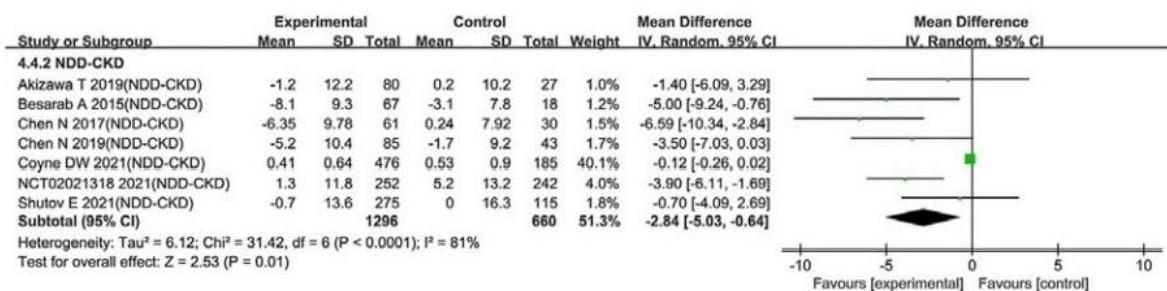 Experimental Control Mean Difference Mean Difference
Study or Subgroup Mean SD Total Mean SD Total Weight IV, Random, 95% CI IV, Random, 95% CI
4.4.2 NDD-CKD
Akizawa T 2019(NDD-CKD) -1.2 12.2 80 0.2 10.2 27 1.0% -1.40 [-6.09, 3.29]
Besarab A 2015(NDD-CKD) -8.1 9.3 67 -3.1 7.8 18 1.2% -5.00 [-9.24, -0.76]
Chen N 2017(NDD-CKD) -6.35 9.78 61 0.24 7.92 30 1.5% -6.59 [-10.34, -2.84]
Chen N 2019(NDD-CKD) -5.2 10.4 85 -1.7 9.2 43 1.7% -3.50 [-7.03, 0.03]
Coyne DW 2021(NDD-CKD) 0.41 0.64 476 0.53 0.9 185 40.1% -0.12 [-0.26, 0.02]
NCT02021318 2021(NDD-CKD) 1.3 11.8 252 5.2 13.2 242 4.0% -3.90 [-6.11, -1.69]
Shutov E 2021(NDD-CKD) -0.7 13.6 275 0 16.3 115 1.8% -0.70 [-4.09, 2.69]
Subtotal (95% CI) 1296 660 51.3% -2.84 [-5.03, -0.64]
Heterogeneity: Tau² = 6.12; Chi² = 31.42, df = 6 (P < 0.0001); I² = 81%
Test for overall effect: Z = 2.53 (P = 0.01)
-10 -5 0 5 10
Favours [experimental] Favours [control]